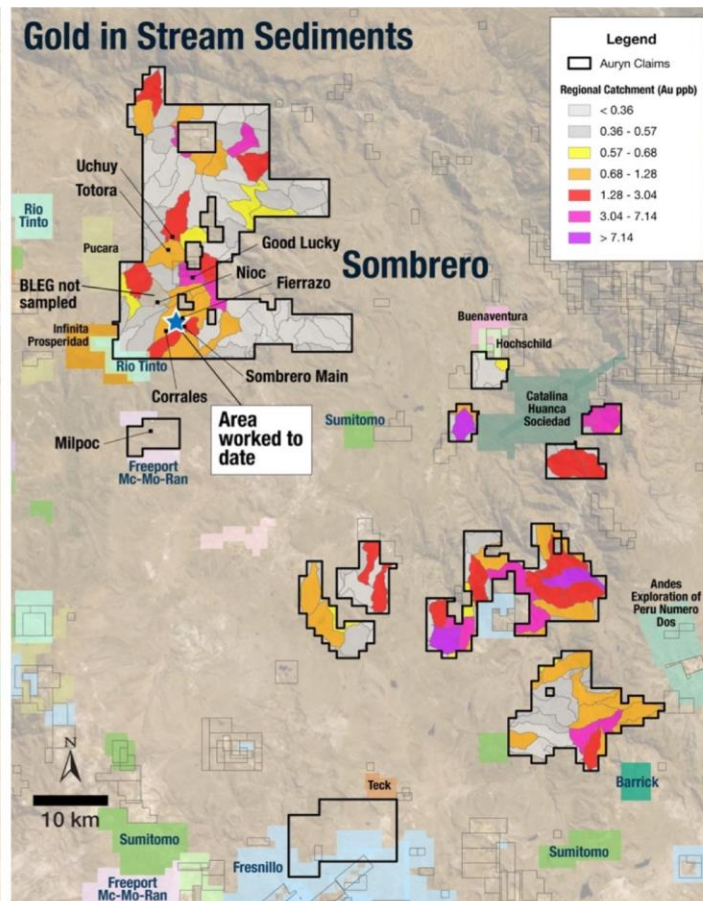 Gold in Stream Sediments
Legend
Auryn Claims
Regional Catchment (Au ppb)
< 0.36
0.36 - 0.57
0.57 - 0.68
0.68 - 1.28
1.28 - 3.04
3.04 - 7.14
> 7.14
Uchuy
Totora
Rio
Tinto
Pucara
Good Lucky
Sombrero
Nioc
Fierrazo
BLEG not
sampled
Infinita
Prosperidad
Rio Tinto
Sombrero Main
Corrales
Area
worked to
date
Milpoc
Freeport
Mc-Mo-Ran
Buenaventura
Hochschild
Catalina
Huanca
Sociedad
Sumitomo
Andes
Exploration of
Peru Numero
Dos
N
10 km
Teck
Barrick
Sumitomo
Fresnillo
Sumitomo
Freeport
Mc-Mo-Ran